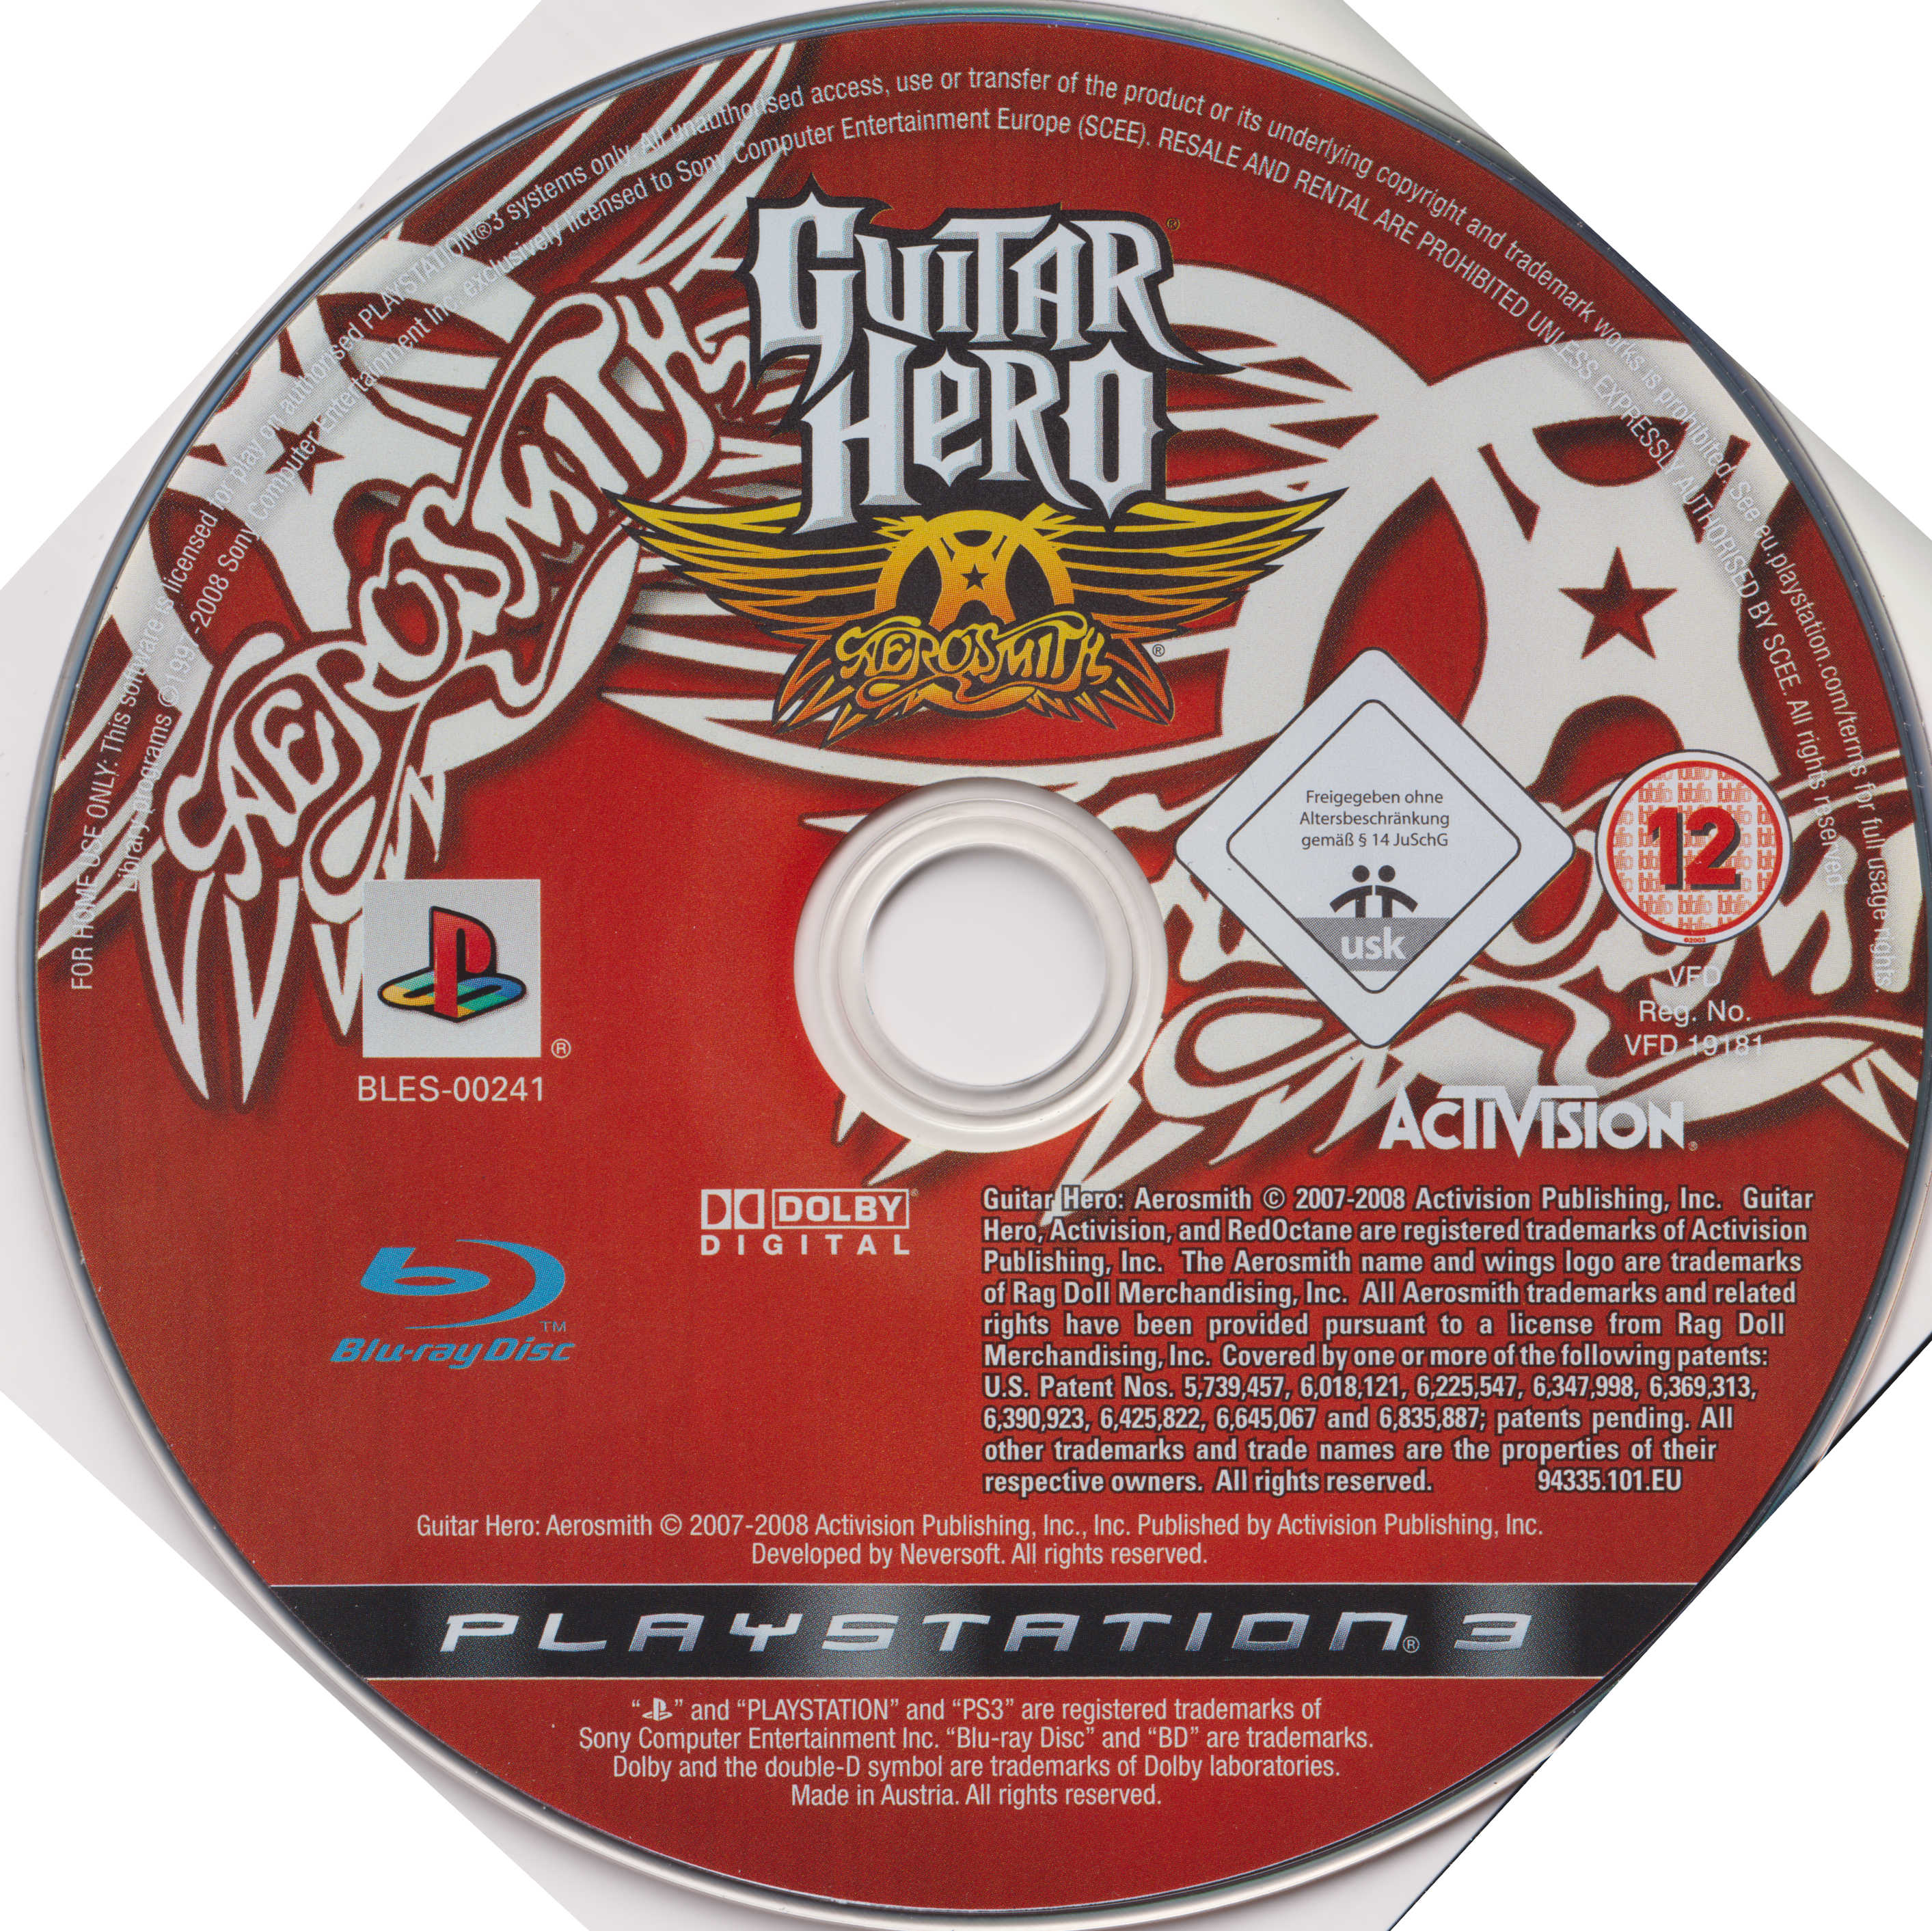 FOR HOME USE ONLY: This software is licensed for play on authorised PLAYSTATION®3 systems only. All unauthorised access, use or transfer of the product or its underlying copyright and trademark works is prohibited. See eu.playstation.com/terms for full usage rights.
Library programs ©1997-2008 Sony Computer Entertainment Inc. exclusively licensed to Sony Computer Entertainment Europe (SCEE). RESALE AND RENTAL ARE PROHIBITED UNLESS EXPRESSLY AUTHORISED BY SCEE. All rights reserved.
GUITAR®
HERO
AEROSMITH
AEROSMITH®
Freigegeben ohne
Altersbeschränkung
gemäß § 14 JuSchG
usk
12
©2002
VFD
Reg. No.
VFD 19181
®
BLES-00241
ACTIVISION®
DOLBY®
DIGITAL
Blu-ray Disc™
Guitar Hero: Aerosmith © 2007-2008 Activision Publishing, Inc. Guitar
Hero, Activision, and RedOctane are registered trademarks of Activision
Publishing, Inc. The Aerosmith name and wings logo are trademarks
of Rag Doll Merchandising, Inc. All Aerosmith trademarks and related
rights have been provided pursuant to a license from Rag Doll
Merchandising, Inc. Covered by one or more of the following patents:
U.S. Patent Nos. 5,739,457, 6,018,121, 6,225,547, 6,347,998, 6,369,313,
6,390,923, 6,425,822, 6,645,067 and 6,835,887; patents pending. All
other trademarks and trade names are the properties of their
respective owners. All rights reserved. 94335.101.EU
Guitar Hero: Aerosmith © 2007-2008 Activision Publishing, Inc., Inc. Published by Activision Publishing, Inc.
Developed by Neversoft. All rights reserved.
PLAYSTATION®3
“ ” and “PLAYSTATION” and “PS3” are registered trademarks of
Sony Computer Entertainment Inc. “Blu-ray Disc” and “BD” are trademarks.
Dolby and the double-D symbol are trademarks of Dolby laboratories.
Made in Austria. All rights reserved.